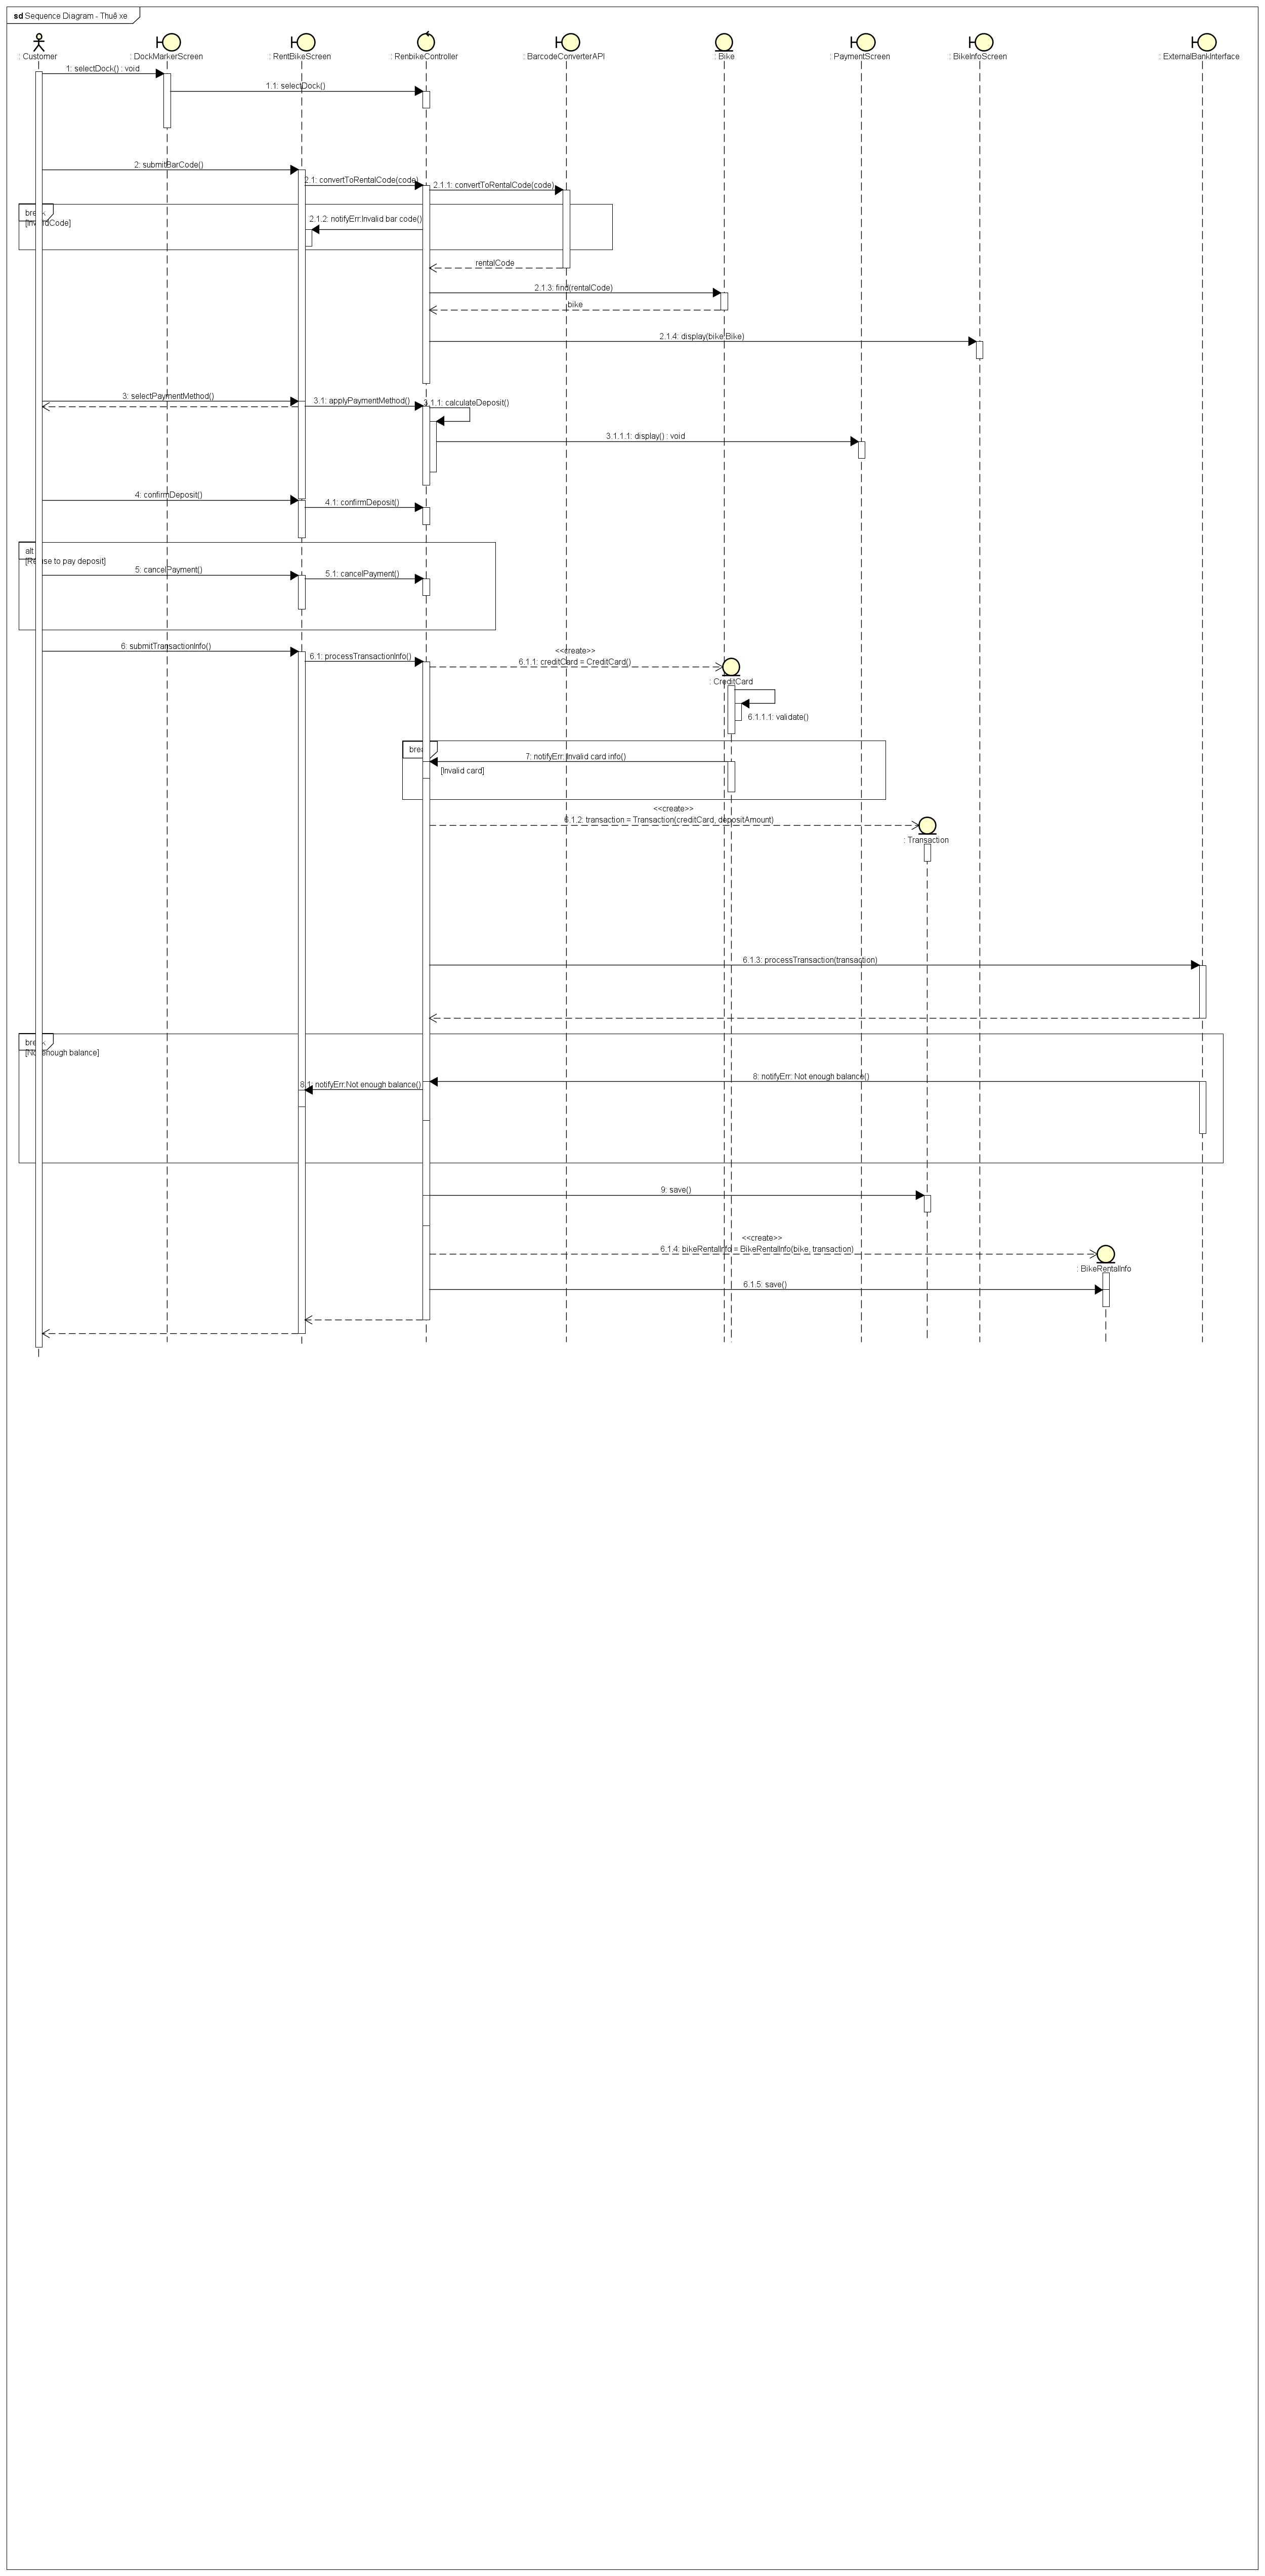 sd Sequence Diagram - Thuê xe
: Customer
: DockMarkerScreen
: RentBikeScreen
: RenbikeController
: BarcodeConverterAPI
: Bike
: PaymentScreen
: BikeInfoScreen
: ExternalBankInterface
1: selectDock() : void
1.1: selectDock()
2: submitBarCode()
2.1: convertToRentalCode(code)
2.1.1: convertToRentalCode(code)
break
[InvalidCode]
2.1.2: notifyErr:Invalid bar code()
rentalCode
2.1.3: find(rentalCode)
bike
2.1.4: display(bike:Bike)
3: selectPaymentMethod()
3.1: applyPaymentMethod()
3.1.1: calculateDeposit()
3.1.1.1: display() : void
4: confirmDeposit()
4.1: confirmDeposit()
alt
[Refuse to pay deposit]
5: cancelPayment()
5.1: cancelPayment()
6: submitTransactionInfo()
6.1: processTransactionInfo()
<<create>>
6.1.1: creditCard = CreditCard()
: CreditCard
6.1.1.1: validate()
break
7: notifyErr: Invalid card info()
[Invalid card]
<<create>>
6.1.2: transaction = Transaction(creditCard, depositAmount)
: Transaction
6.1.3: processTransaction(transaction)
break
[Not enough balance]
8: notifyErr: Not enough balance()
8.1: notifyErr:Not enough balance()
9: save()
<<create>>
6.1.4: bikeRentalInfo = BikeRentalInfo(bike, transaction)
: BikeRentalInfo
6.1.5: save()